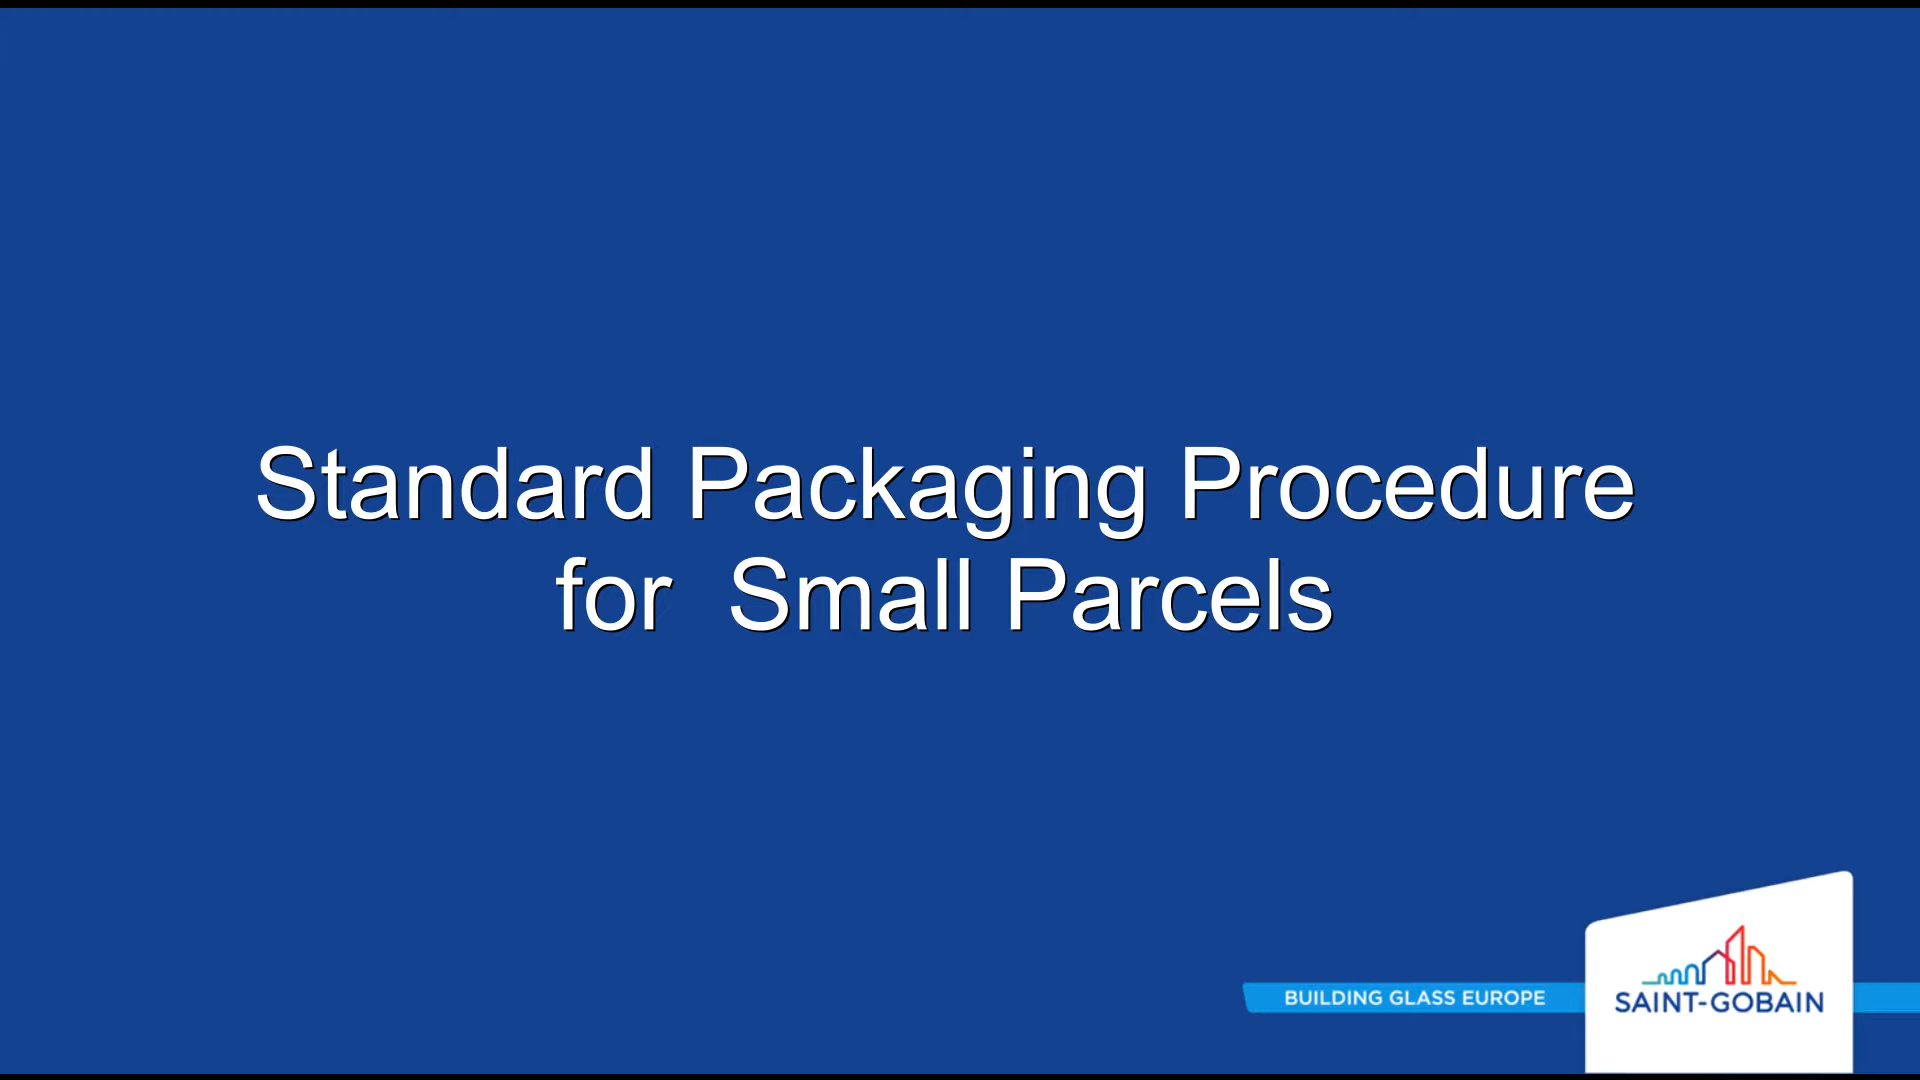 Standard Packaging Procedure
for  Small Parcels
BUILDING GLASS EUROPE
SAINT-GOBAIN